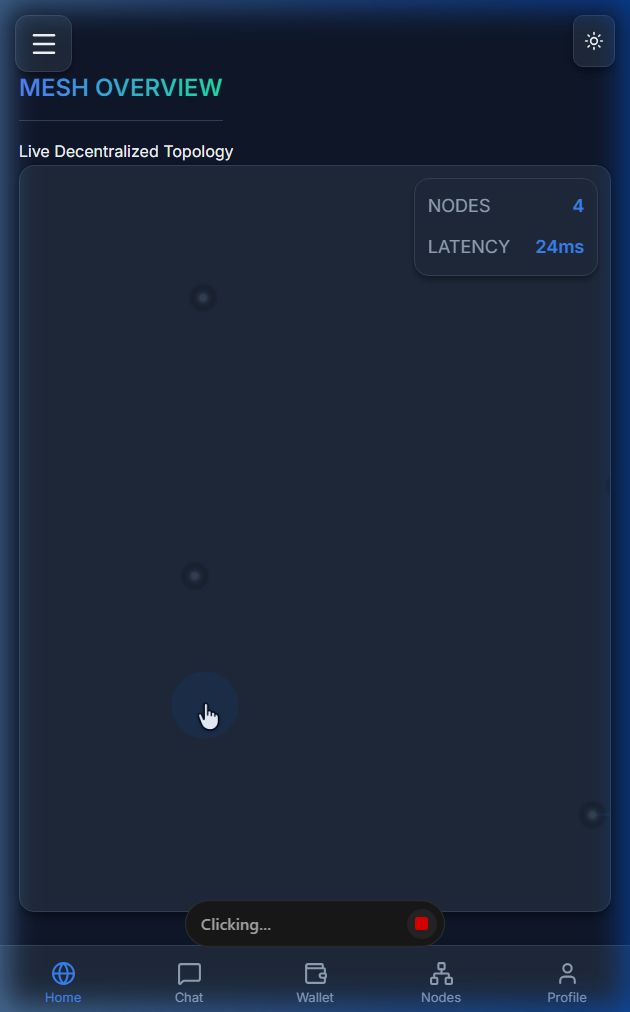 MESH OVERVIEW
Live Decentralized Topology
NODES 4
LATENCY 24ms
Clicking...
Home Chat Wallet Nodes Profile